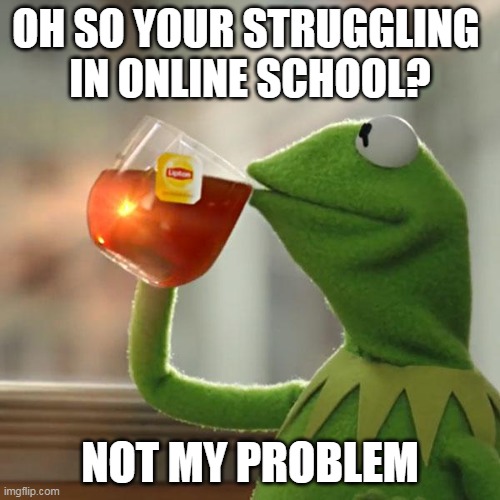 OH SO YOUR STRUGGLING
IN ONLINE SCHOOL?
Lipton
NOT MY PROBLEM
imgflip.com